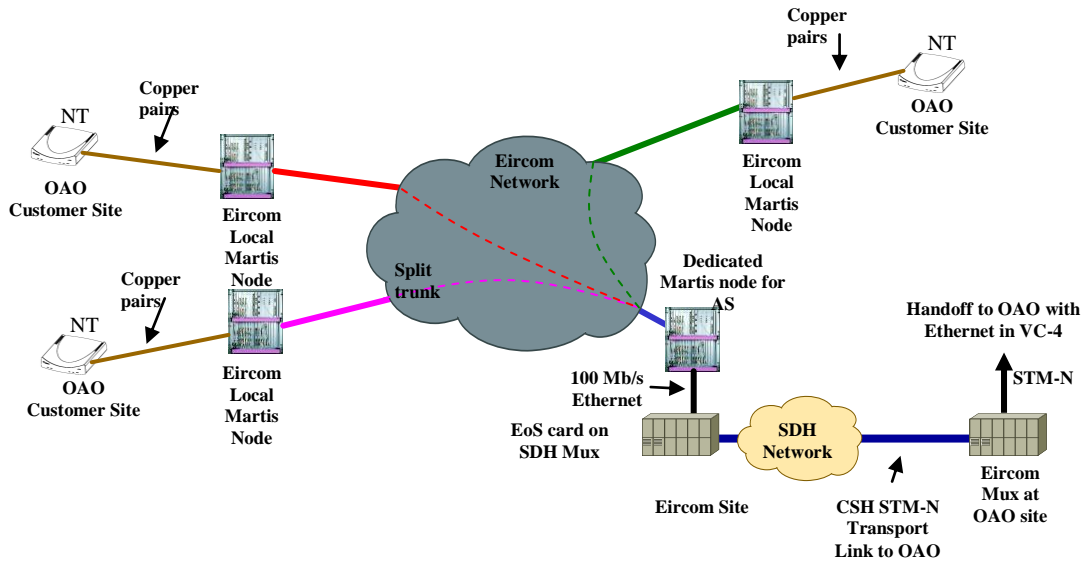 Copper
pairs
NT
OAO
Customer Site
Eircom
Local
Martis
Node
Copper
pairs
NT
OAO
Customer Site
Eircom
Local
Martis
Node
Eircom
Network
Split
trunk
Copper
pairs
NT
OAO
Customer Site
Eircom
Local
Martis
Node
Dedicated
Martis node for
AS
100 Mb/s
Ethernet
EoS card on
SDH Mux
Eircom Site
SDH
Network
CSH STM-N
Transport
Link to OAO
Handoff to OAO with
Ethernet in VC-4
STM-N
Eircom
Mux at
OAO site